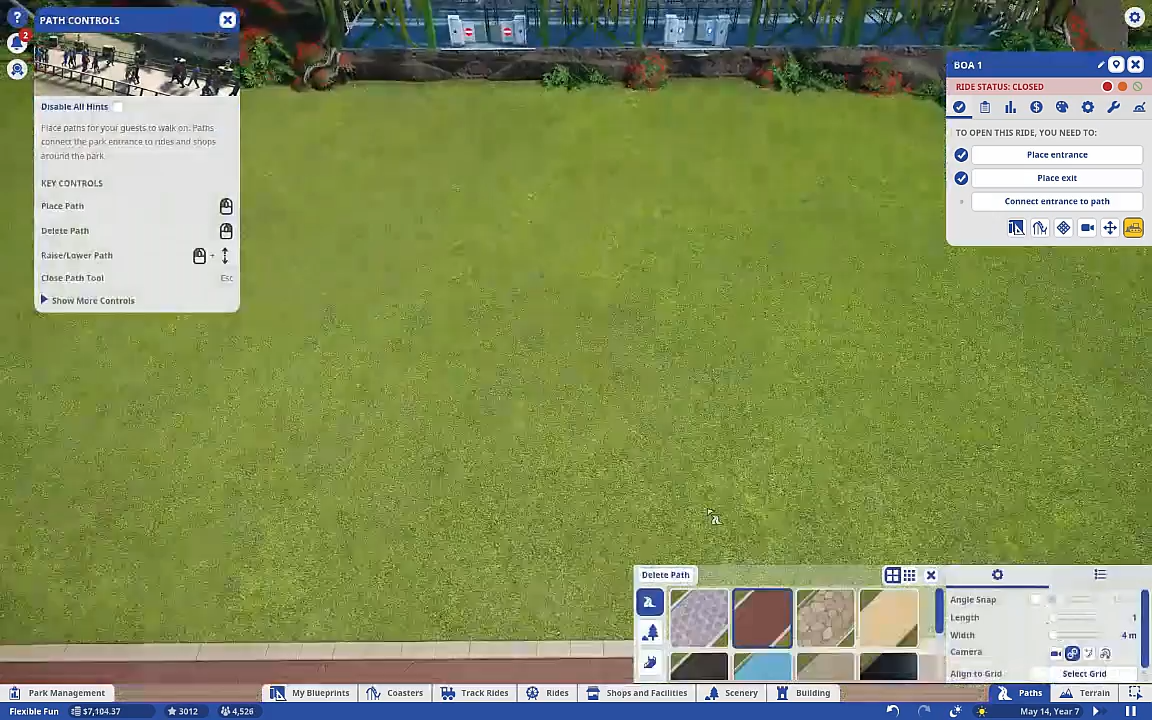 ?
PATH CONTROLS
2
Disable All Hints
Place paths for your guests to walk on. Paths
connect the park entrance to rides and shops
around the park.
KEY CONTROLS
Place Path
Delete Path
Raise/Lower Path
+
Close Path Tool Esc
Show More Controls
BOA 1
RIDE STATUS: CLOSED
TO OPEN THIS RIDE, YOU NEED TO:
Place entrance
Place exit
Connect entrance to path
Delete Path
Angle Snap
Length 1
Width 4 m
Camera
Align to Grid Select Grid
Park Management My Blueprints Coasters Track Rides Rides Shops and Facilities Scenery Building Paths Terrain
Flexible Fun $7,104.37 3012 4,526 May 14, Year 7